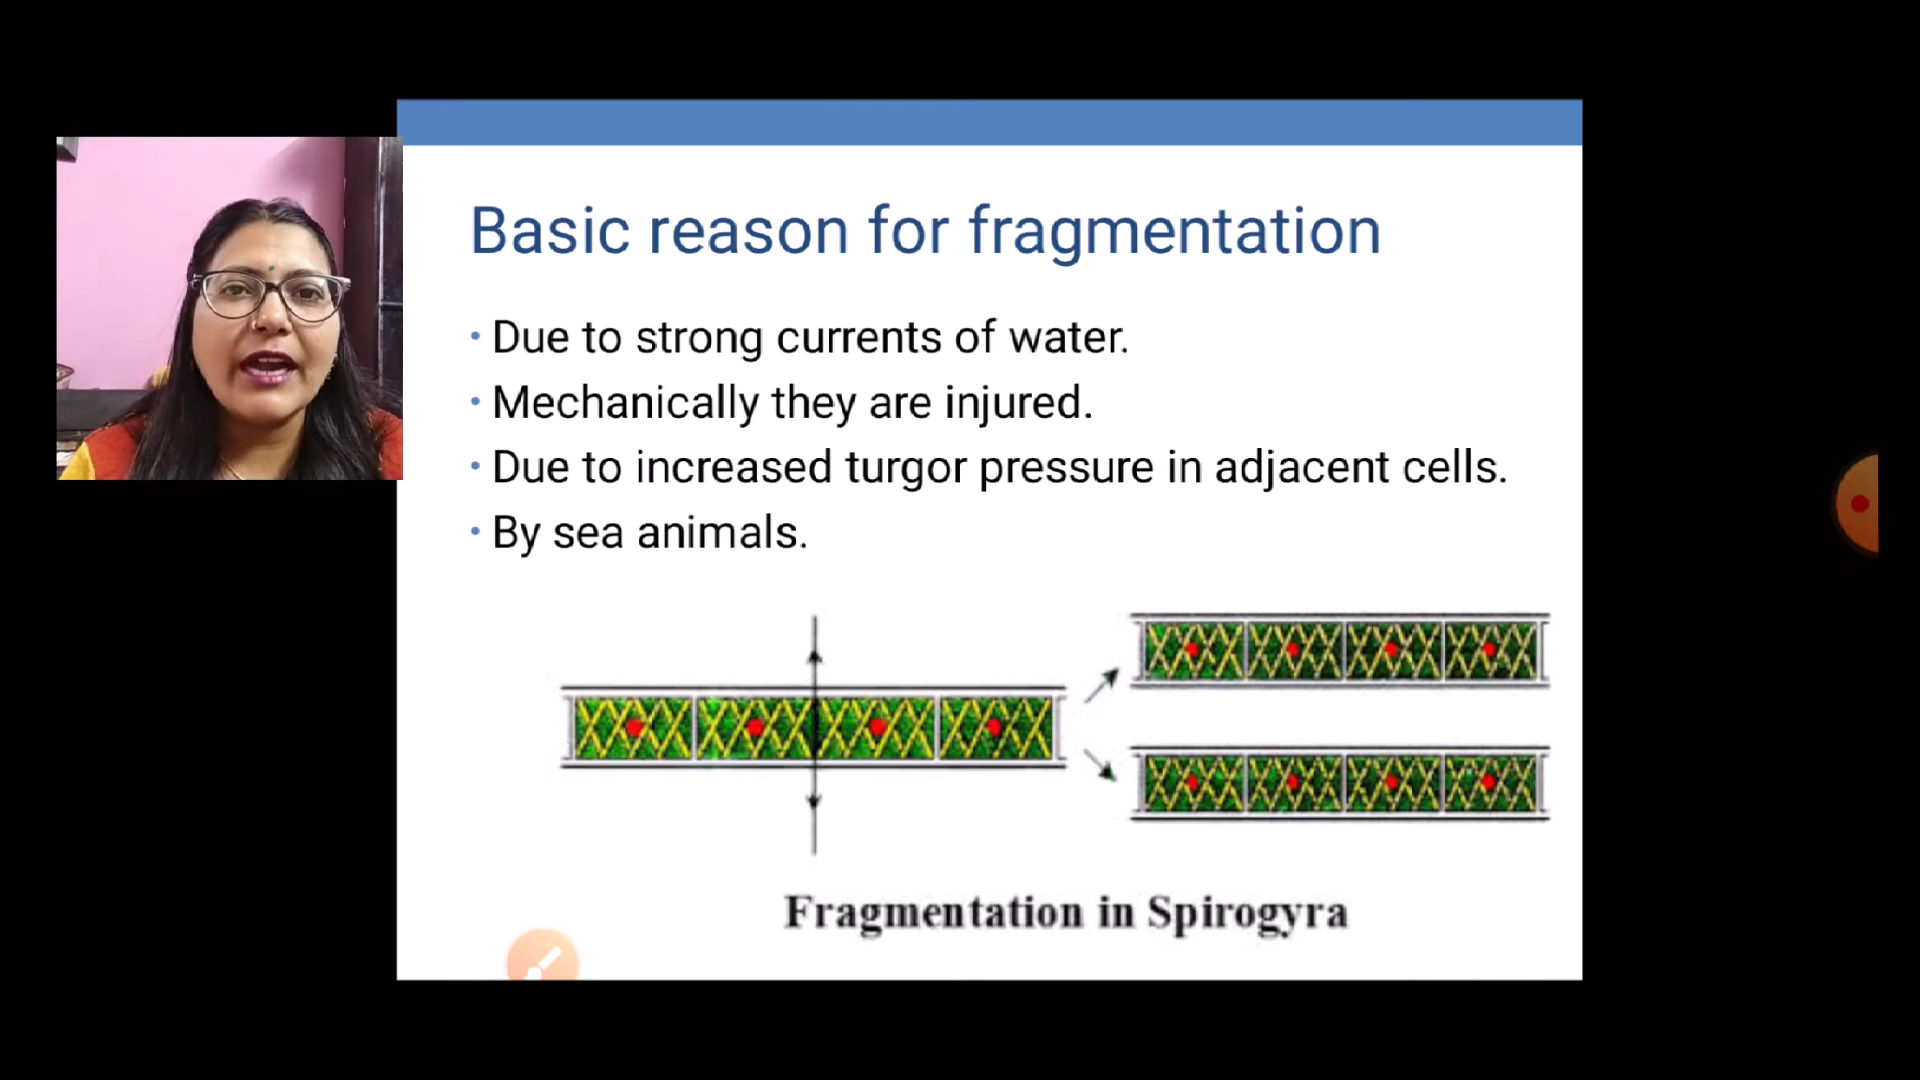 Basic reason for fragmentation
• Due to strong currents of water.
• Mechanically they are injured.
• Due to increased turgor pressure in adjacent cells.
• By sea animals.
Fragmentation in Spirogyra